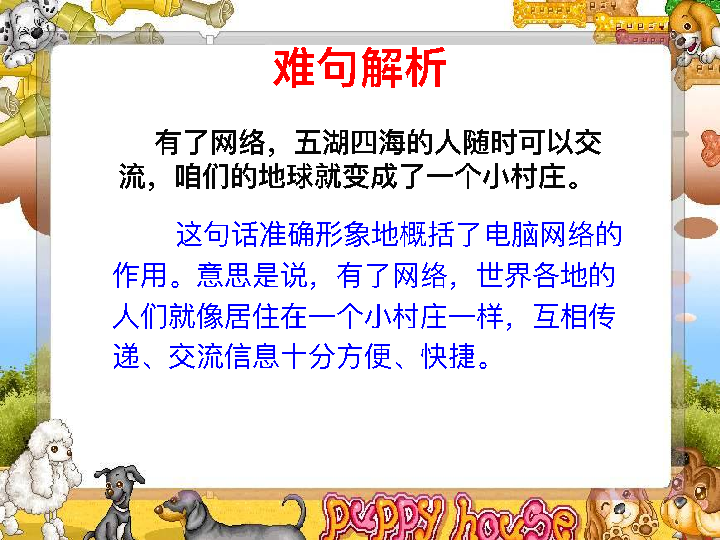 难句解析
有了网络，五湖四海的人随时可以交
流，咱们的地球就变成了一个小村庄。
这句话准确形象地概括了电脑网络的
作用。意思是说，有了网络，世界各地的
人们就像居住在一个小村庄一样，互相传
递、交流信息十分方便、快捷。
puppy house